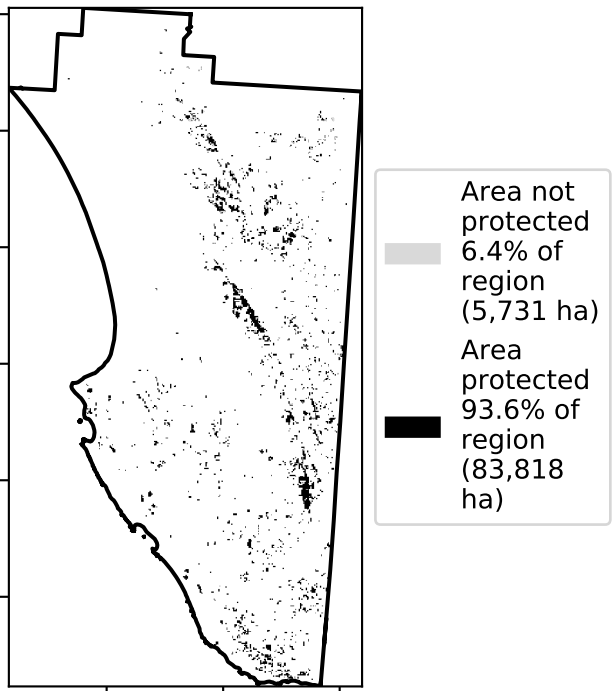 Area not
protected
6.4% of
region
(5,731 ha)
Area
protected
93.6% of
region
(83,818
ha)